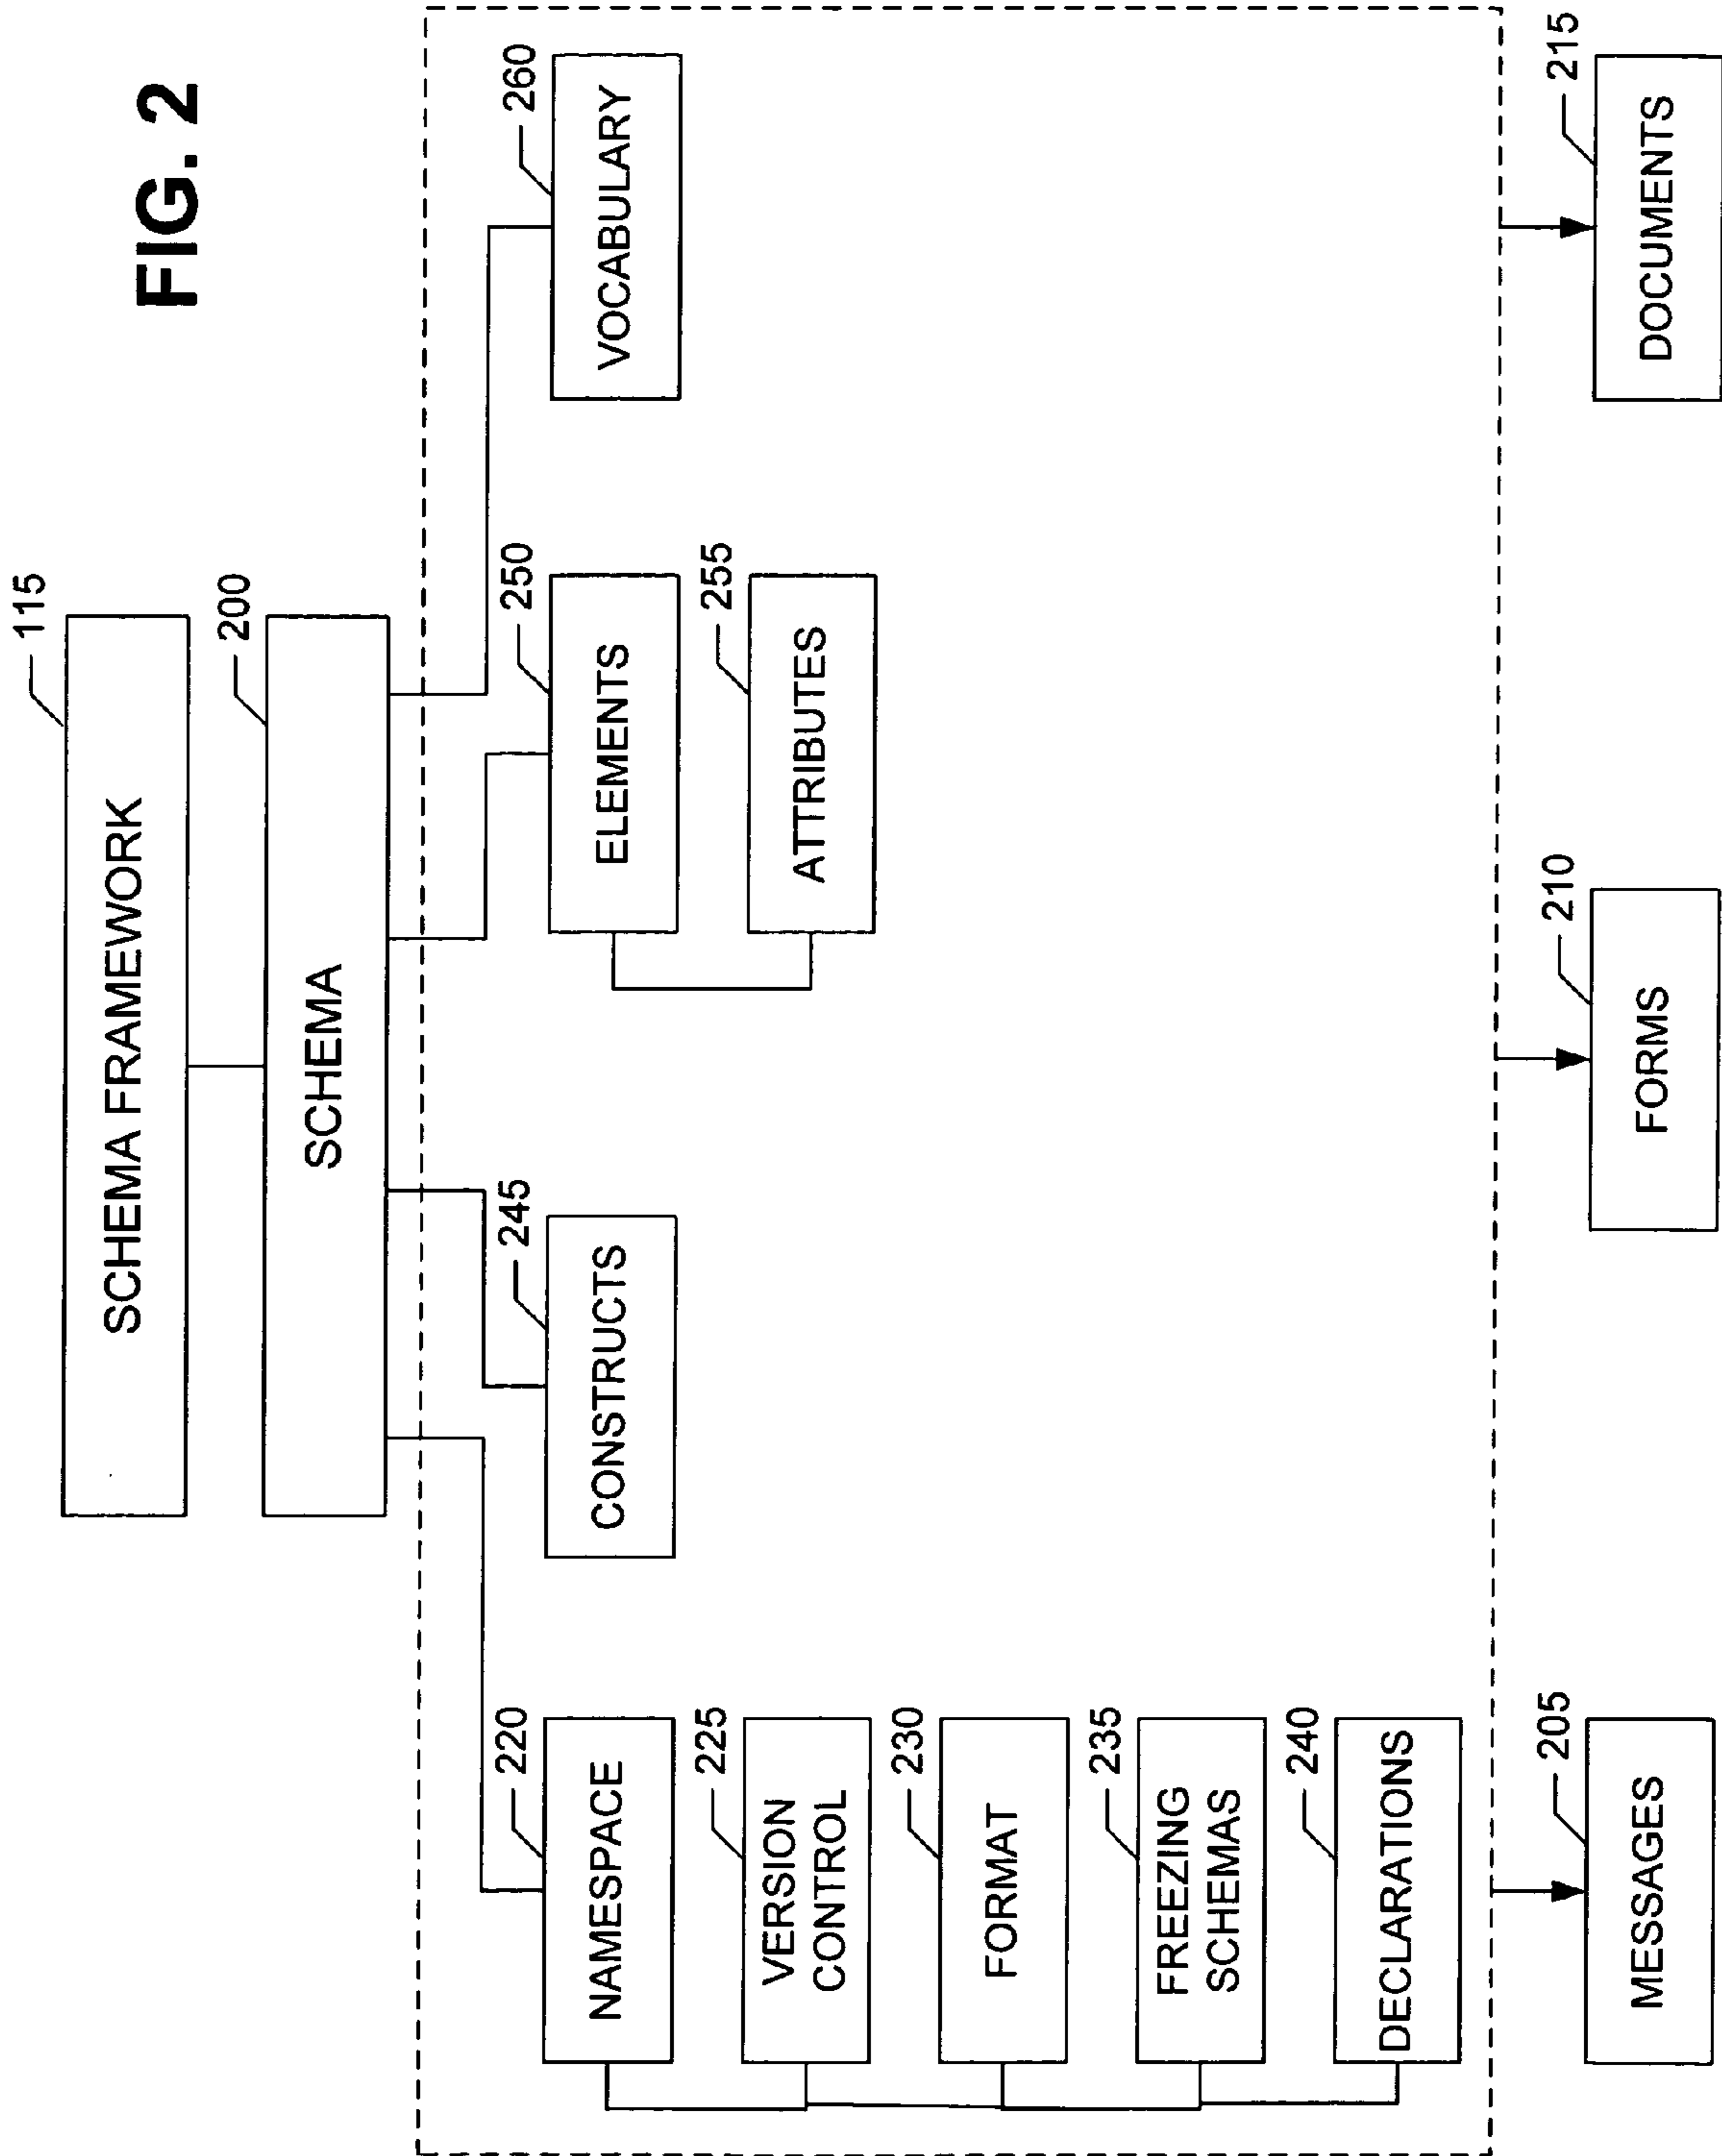 FIG. 2
115
SCHEMA FRAMEWORK
200
SCHEMA
220
NAMESPACE
245
CONSTRUCTS
250
ELEMENTS
260
VOCABULARY
225
VERSION
CONTROL
255
ATTRIBUTES
230
FORMAT
235
FREEZING
SCHEMAS
240
DECLARATIONS
205
MESSAGES
210
FORMS
215
DOCUMENTS